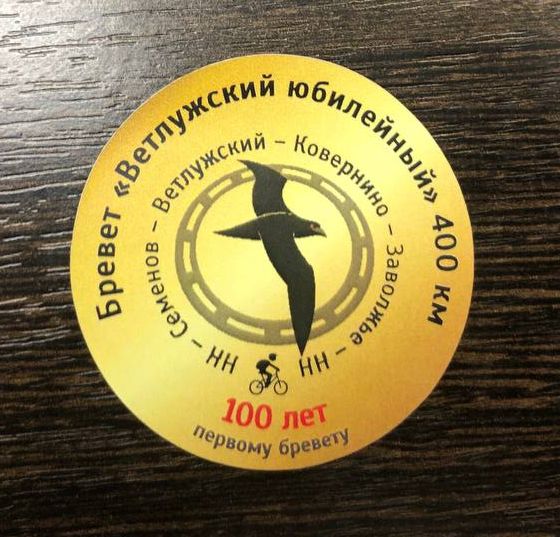 Бревет «Ветлужский юбилейный» 400 км
НН – Семенов – Ветлужский – Ковернино – Заволжье – НН
100 лет
первому бревету